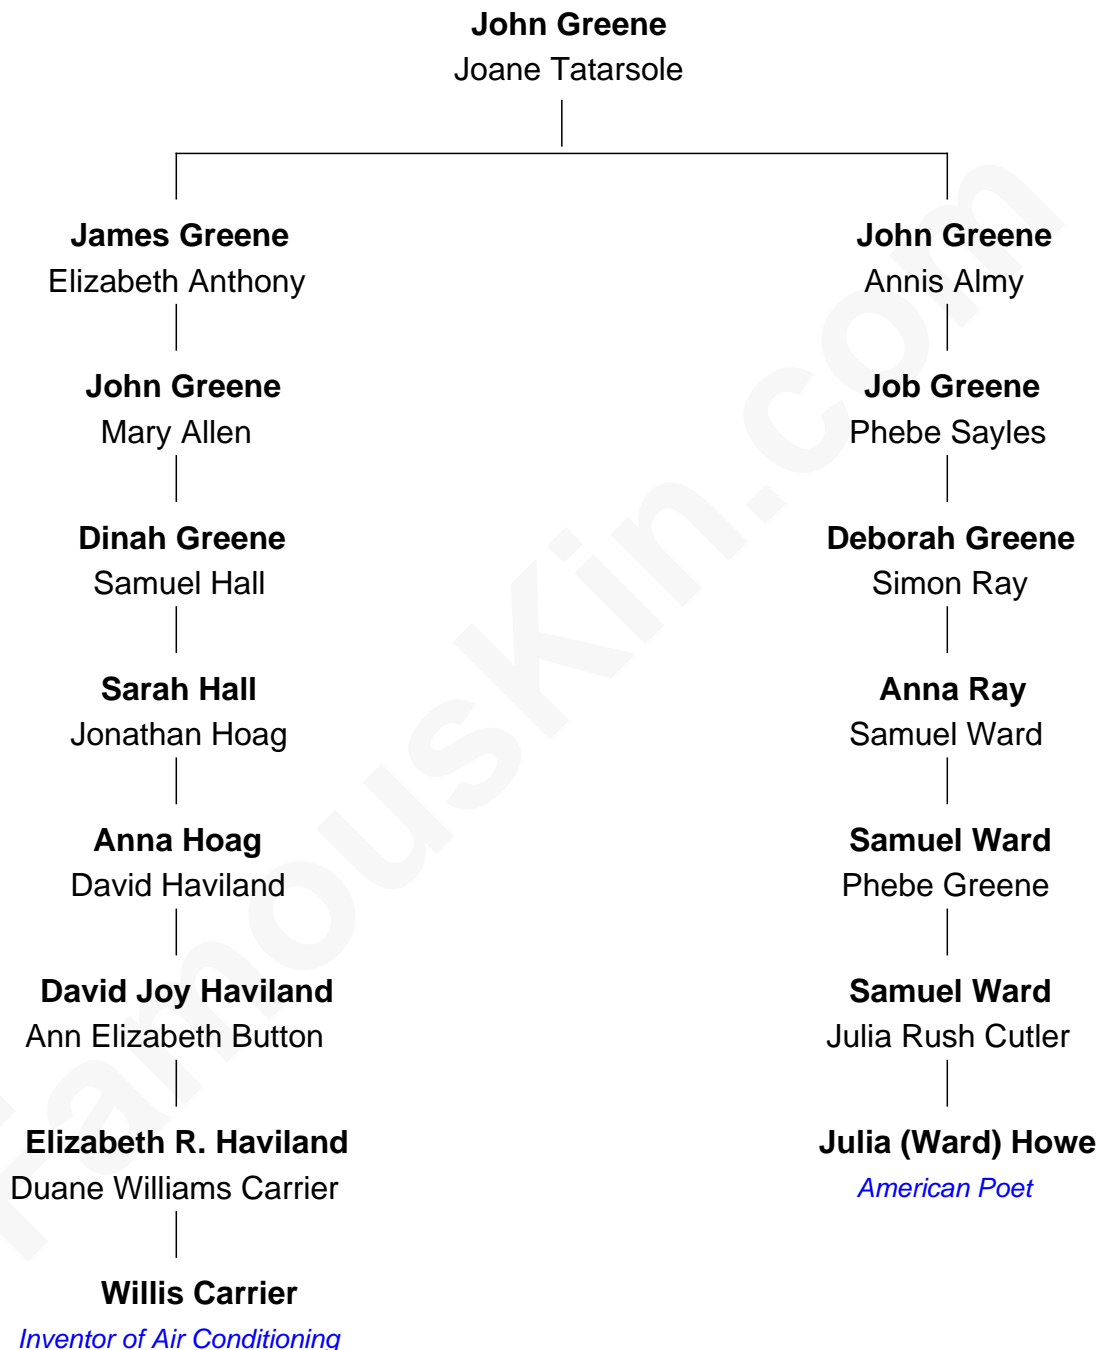 John Greene
Joane Tatarsole
James Greene
Elizabeth Anthony
John Greene
Annis Almy
John Greene
Mary Allen
Job Greene
Phebe Sayles
Dinah Greene
Samuel Hall
Deborah Greene
Simon Ray
Sarah Hall
Jonathan Hoag
Anna Ray
Samuel Ward
Anna Hoag
David Haviland
Samuel Ward
Phebe Greene
David Joy Haviland
Ann Elizabeth Button
Samuel Ward
Julia Rush Cutler
Elizabeth R. Haviland
Duane Williams Carrier
Julia (Ward) Howe
American Poet
Willis Carrier
Inventor of Air Conditioning
FamousKin.com